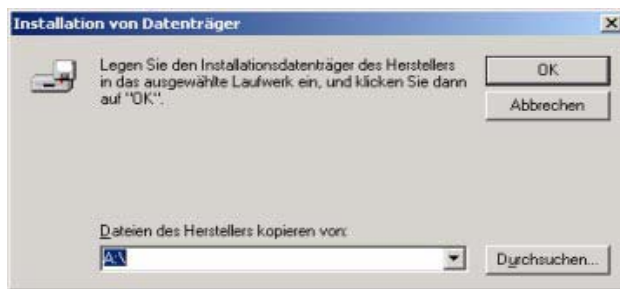 Installation von Datenträger
Legen Sie den Installationsdatenträger des Herstellers
in das ausgewählte Laufwerk ein, und klicken Sie dann
auf "OK".
OK
Abbrechen
Dateien des Herstellers kopieren von:
A:\
Durchsuchen...